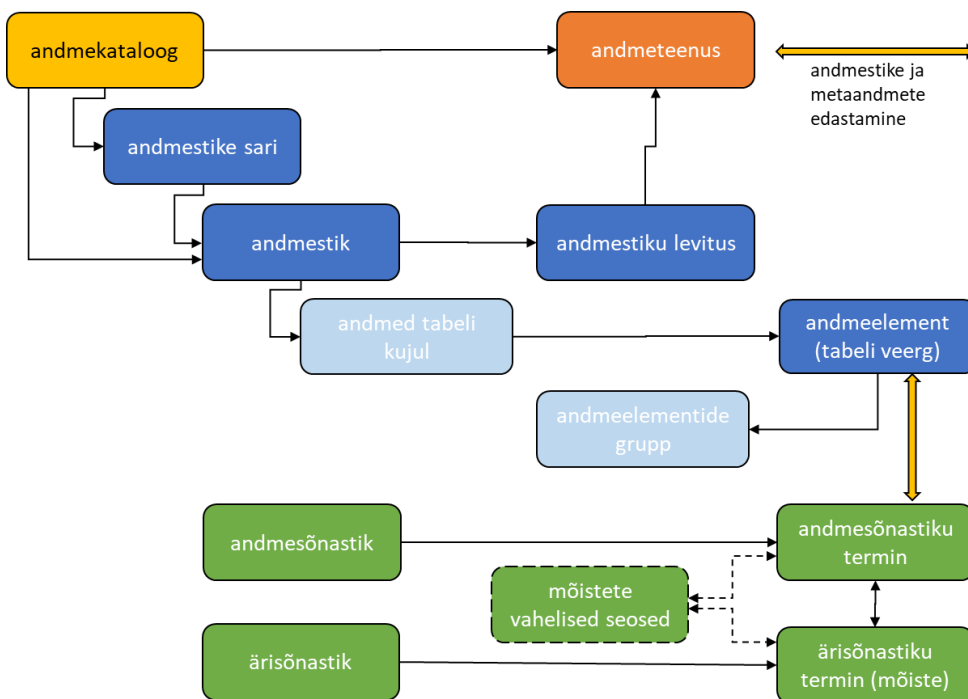 andmekataloog
andmeteenus
andmestike ja
metaandmete
edastamine
andmestike sari
andmestik
andmestiku levitus
andmed tabeli
kujul
andmeelement
(tabeli veerg)
andmeelementide
grupp
andmesõnastik
andmesõnastiku
termin
mõistete
vahelised seosed
ärisõnastik
ärisõnastiku
termin (mõiste)